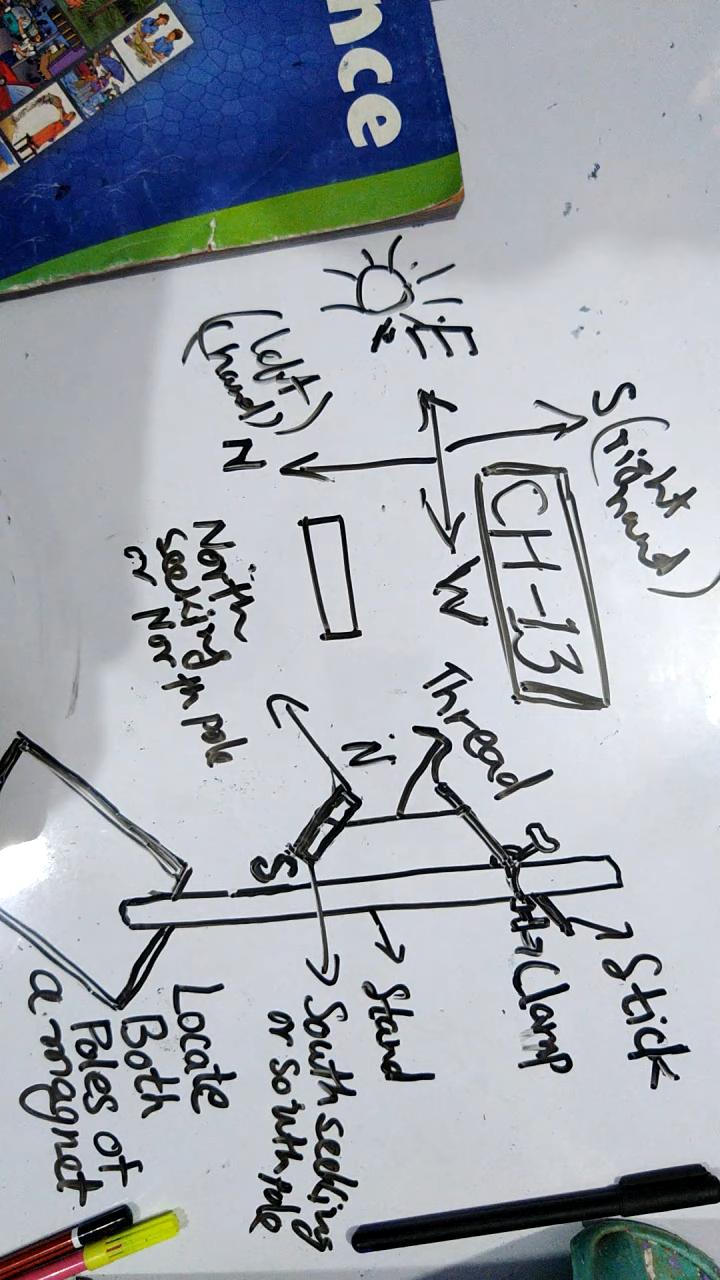 nce
E
(left
hand)
N
S (right
hand)
W
CH-13
North
seeking
or North pole
Thread
N
S
Stick
Clamp
Stand
South seeking
or south pole
Locate
Both
Poles of
a magnet